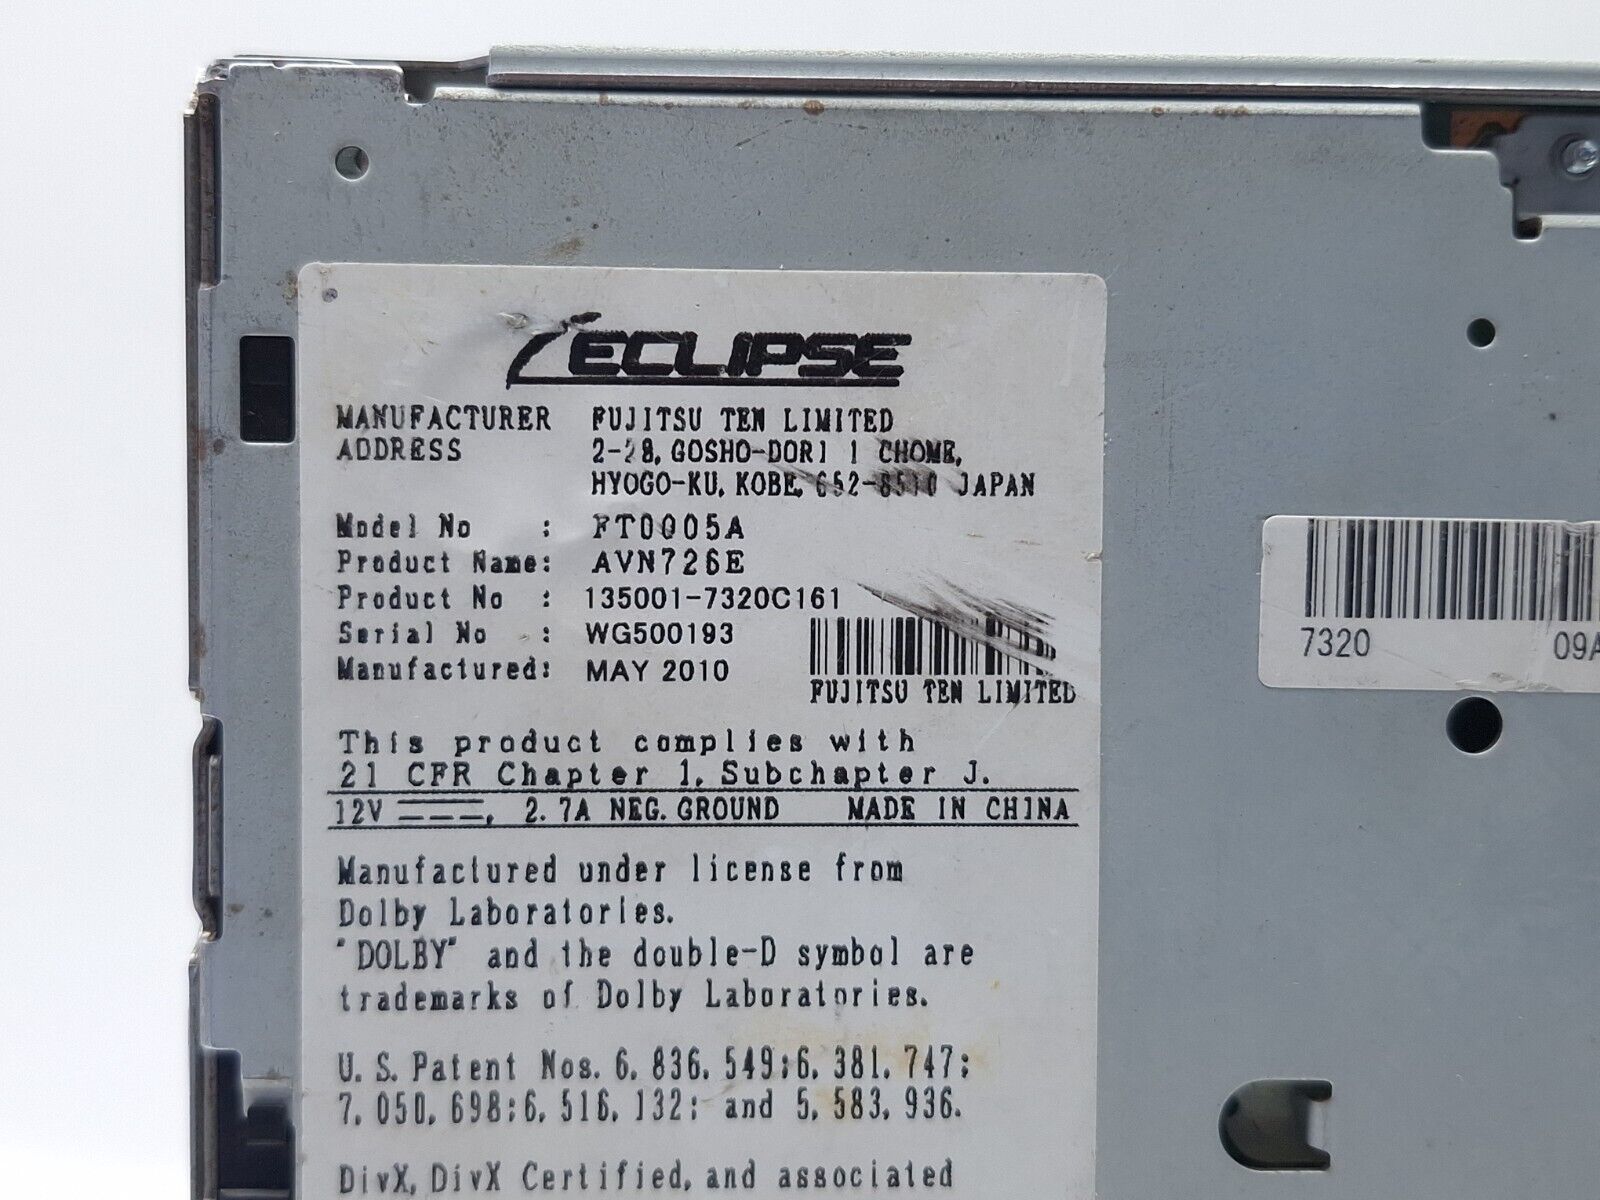 ECLIPSE
MANUFACTURER FUJITSU TEN LIMITED
ADDRESS 2-28, GOSHO-DORI 1 CHOME,
HYOGO-KU, KOBE, 652-8510 JAPAN
Model No : FT0005A
Product Name: AVN726E
Product No : 135001-7320C161
Serial No : WG500193
Manufactured: MAY 2010
FUJITSU TEN LIMITED
This product complies with
21 CFR Chapter 1, Subchapter J.
12V ⎓, 2.7A NEG. GROUND MADE IN CHINA
Manufactured under license from
Dolby Laboratories.
"DOLBY" and the double-D symbol are
trademarks of Dolby Laboratories.
U.S. Patent Nos. 6,836,549;6,381,747;
7,050,698;6,516,132; and 5,583,936.
DivX, DivX Certified, and associated
7320 09A